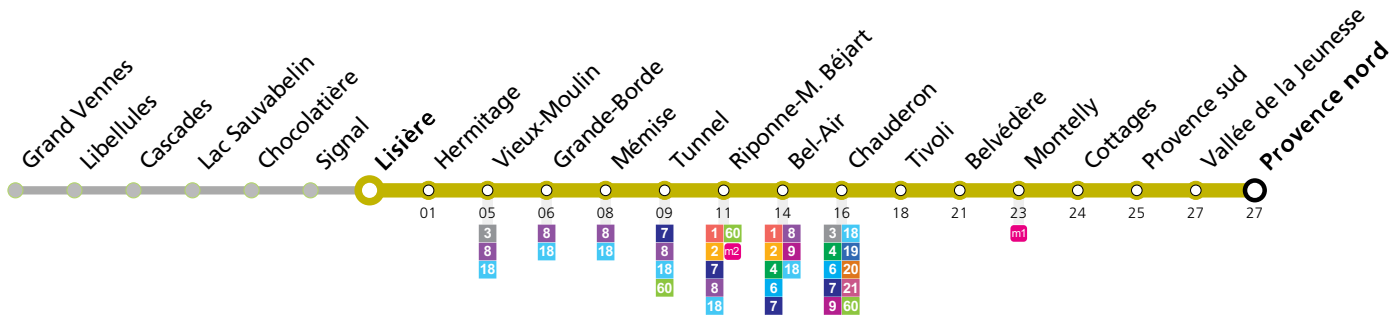 Grand Vennes
Libellules
Cascades
Lac Sauvabelin
Chocolatière
Signal
Lisière
Hermitage
Vieux-Moulin
Grande-Borde
Mémise
Tunnel
Riponne-M. Béjart
Bel-Air
Chauderon
Tivoli
Belvédère
Montelly
Cottages
Provence sud
Vallée de la Jeunesse
Provence nord
01 05 06 08 09 11 14 16 18 21 23 24 25 27 27
3 8 8 7 1 60 1 8 3 18 m1
8 18 18 8 2 m2 2 9 4 19
18 18 7 4 18 6 20
60 8 6 7 21
18 7 9 60